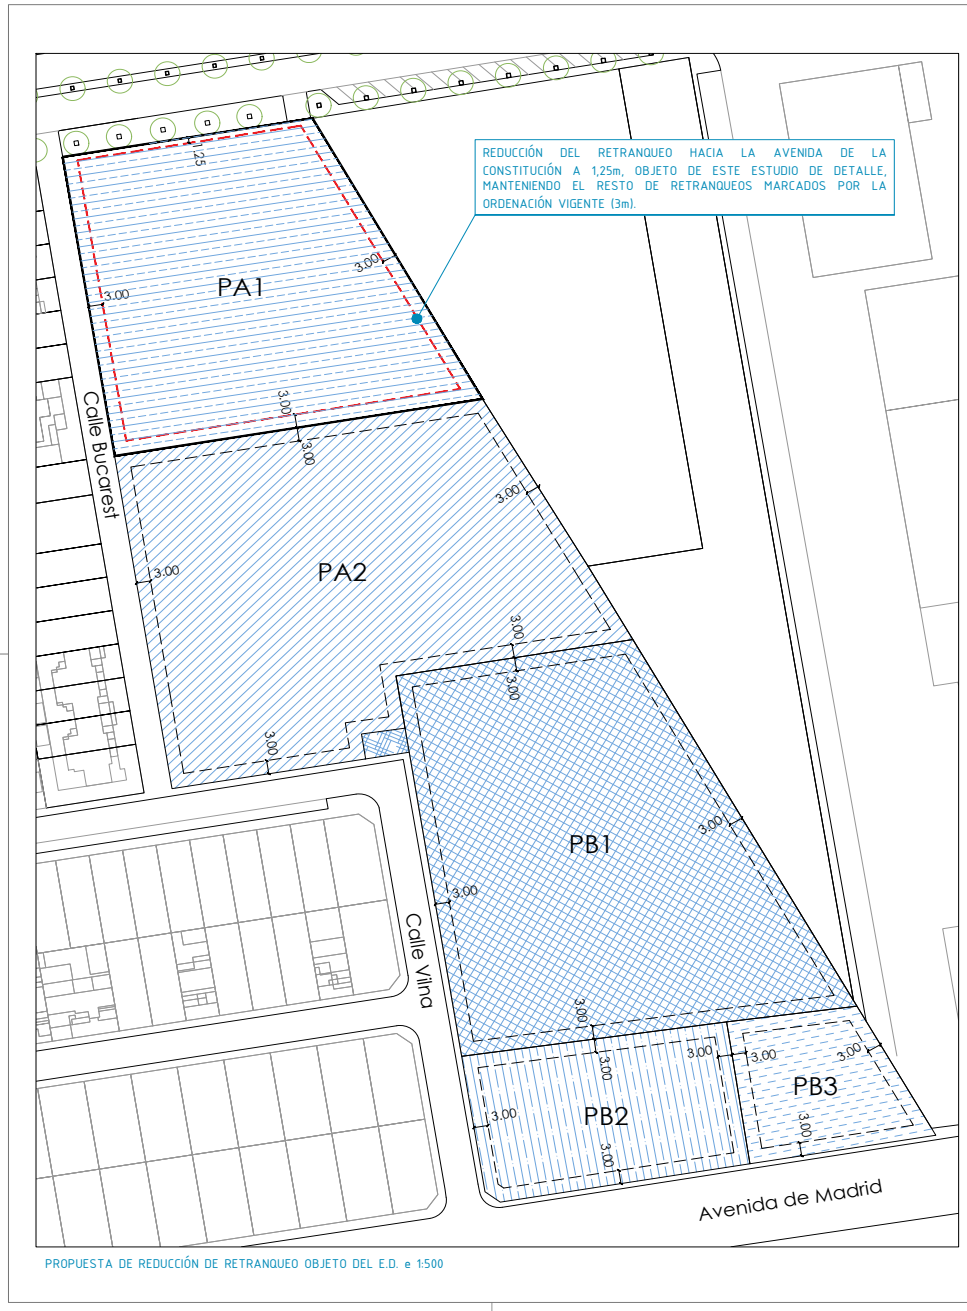 1.25
REDUCCIÓN DEL RETRANQUEO HACIA LA AVENIDA DE LA
CONSTITUCIÓN A 1,25m, OBJETO DE ESTE ESTUDIO DE DETALLE,
MANTENIENDO EL RESTO DE RETRANQUEOS MARCADOS POR LA
ORDENACIÓN VIGENTE (3m).
3.00
PA1
3.00
3.00
Calle Bucarest
3.00
3.00
PA2
3.00
3.00
3.00
3.00
3.00
PB1
3.00
Calle Vilna
3.00
3.00
3.00
3.00
3.00
3.00
PB2
PB3
3.00
3.00
3.00
Avenida de Madrid
PROPUESTA DE REDUCCIÓN DE RETRANQUEO OBJETO DEL E.D. e 1:500